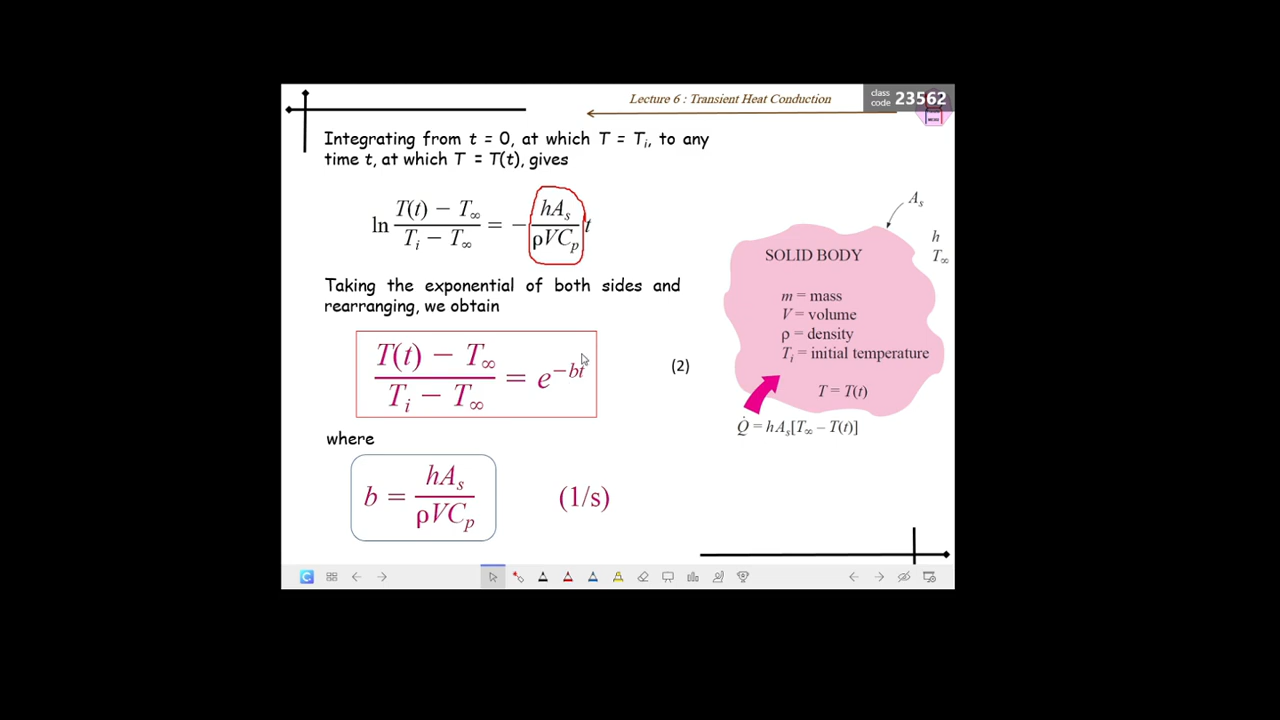 Lecture 6 : Transient Heat Conduction
class code 23562
Integrating from t = 0, at which T = Tᵢ, to any
time t, at which T = T(t), gives
ln (T(t) − T∞)/(Tᵢ − T∞) = − (hAₛ)/(ρVCₚ) t
Taking the exponential of both sides and
rearranging, we obtain
(T(t) − T∞)/(Tᵢ − T∞) = e^(−bt)
(2)
where
b = (hAₛ)/(ρVCₚ)
(1/s)
Aₛ
h
T∞
SOLID BODY
m = mass
V = volume
ρ = density
Tᵢ = initial temperature
T = T(t)
Q̇ = hAₛ[T∞ − T(t)]
C